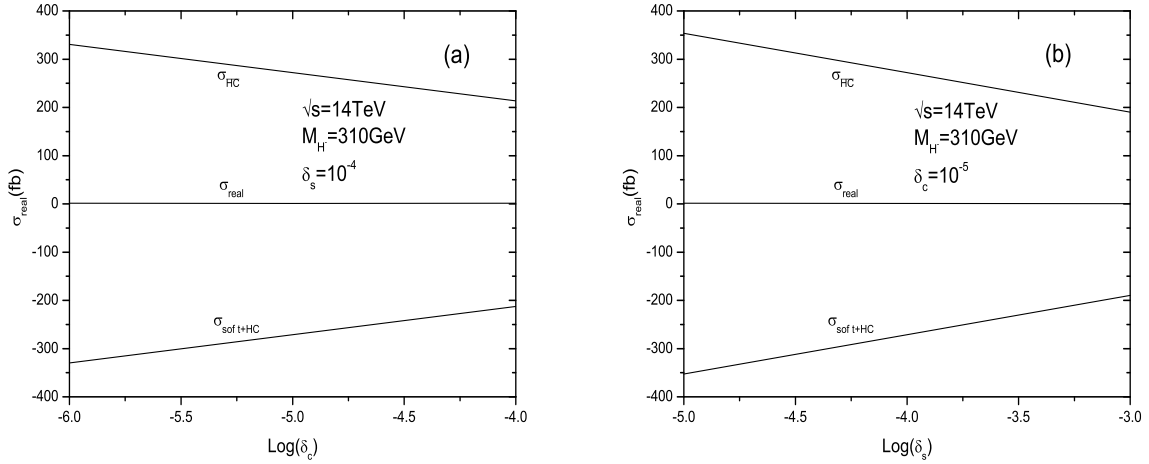 400
300
200
100
0
-100
-200
-300
-400
σreal(fb)
(a)
σHC
√s=14TeV
MH-=310GeV
δs=10-4
σreal
σsoft+HC
-6.0 -5.5 -5.0 -4.5 -4.0
Log(δc)
400
300
200
100
0
-100
-200
-300
-400
σreal(fb)
(b)
σHC
√s=14TeV
MH-=310GeV
δc=10-5
σreal
σsoft+HC
-5.0 -4.5 -4.0 -3.5 -3.0
Log(δs)